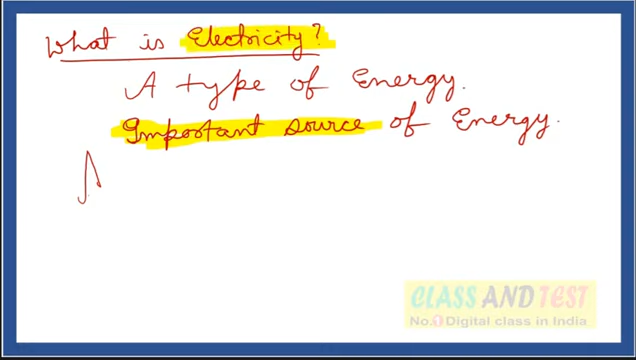 What is Electricity?
A type of Energy.
Important source of Energy.
CLASS AND TEST
No.1 Digital class in India